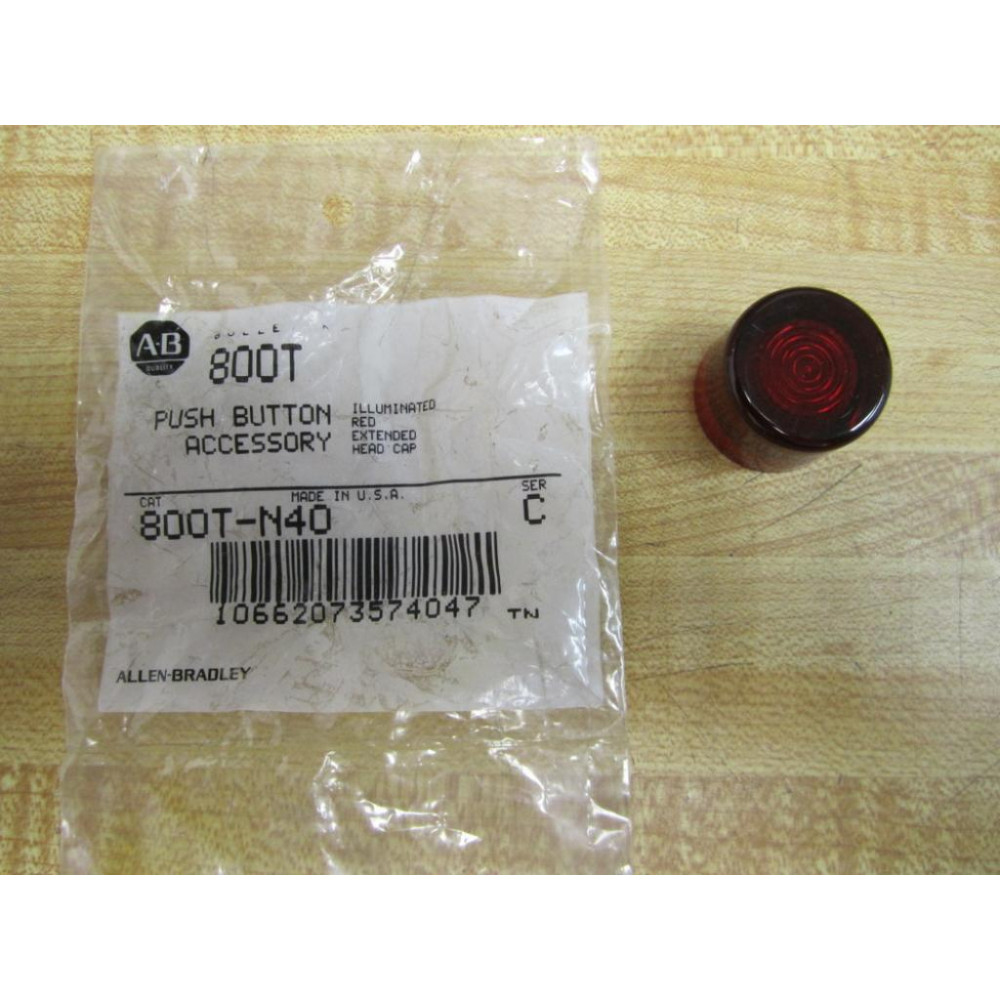 A-B
QUALITY
800T
PUSH BUTTON
ACCESSORY
ILLUMINATED
RED
EXTENDED
HEAD CAP
MADE IN U.S.A.
CAT
SER
800T-N40
C
10662073574047
TN
ALLEN-BRADLEY